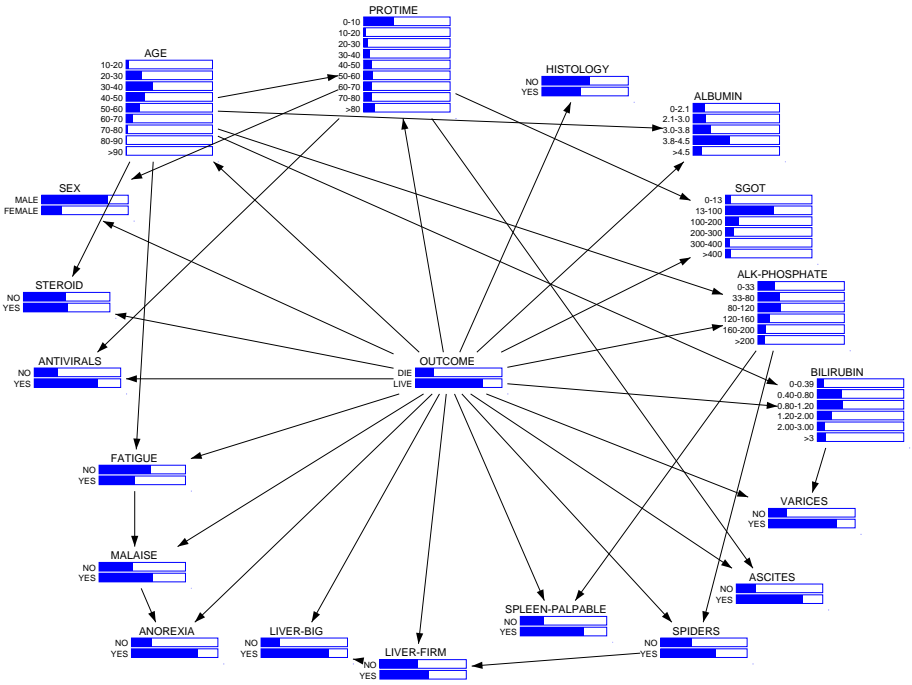 PROTIME
0-10
10-20
20-30
30-40
40-50
50-60
60-70
70-80
>80
AGE
10-20
20-30
30-40
40-50
50-60
60-70
70-80
80-90
>90
HISTOLOGY
NO
YES
ALBUMIN
0-2.1
2.1-3.0
3.0-3.8
3.8-4.5
>4.5
SEX
MALE
FEMALE
SGOT
0-13
13-100
100-200
200-300
300-400
>400
STEROID
NO
YES
ALK-PHOSPHATE
0-33
33-80
80-120
120-160
160-200
>200
ANTIVIRALS
NO
YES
OUTCOME
DIE
LIVE
BILIRUBIN
0-0.39
0.40-0.80
0.80-1.20
1.20-2.00
2.00-3.00
>3
FATIGUE
NO
YES
VARICES
NO
YES
MALAISE
NO
YES
ASCITES
NO
YES
SPLEEN-PALPABLE
NO
YES
ANOREXIA
NO
YES
LIVER-BIG
NO
YES
LIVER-FIRM
NO
YES
SPIDERS
NO
YES